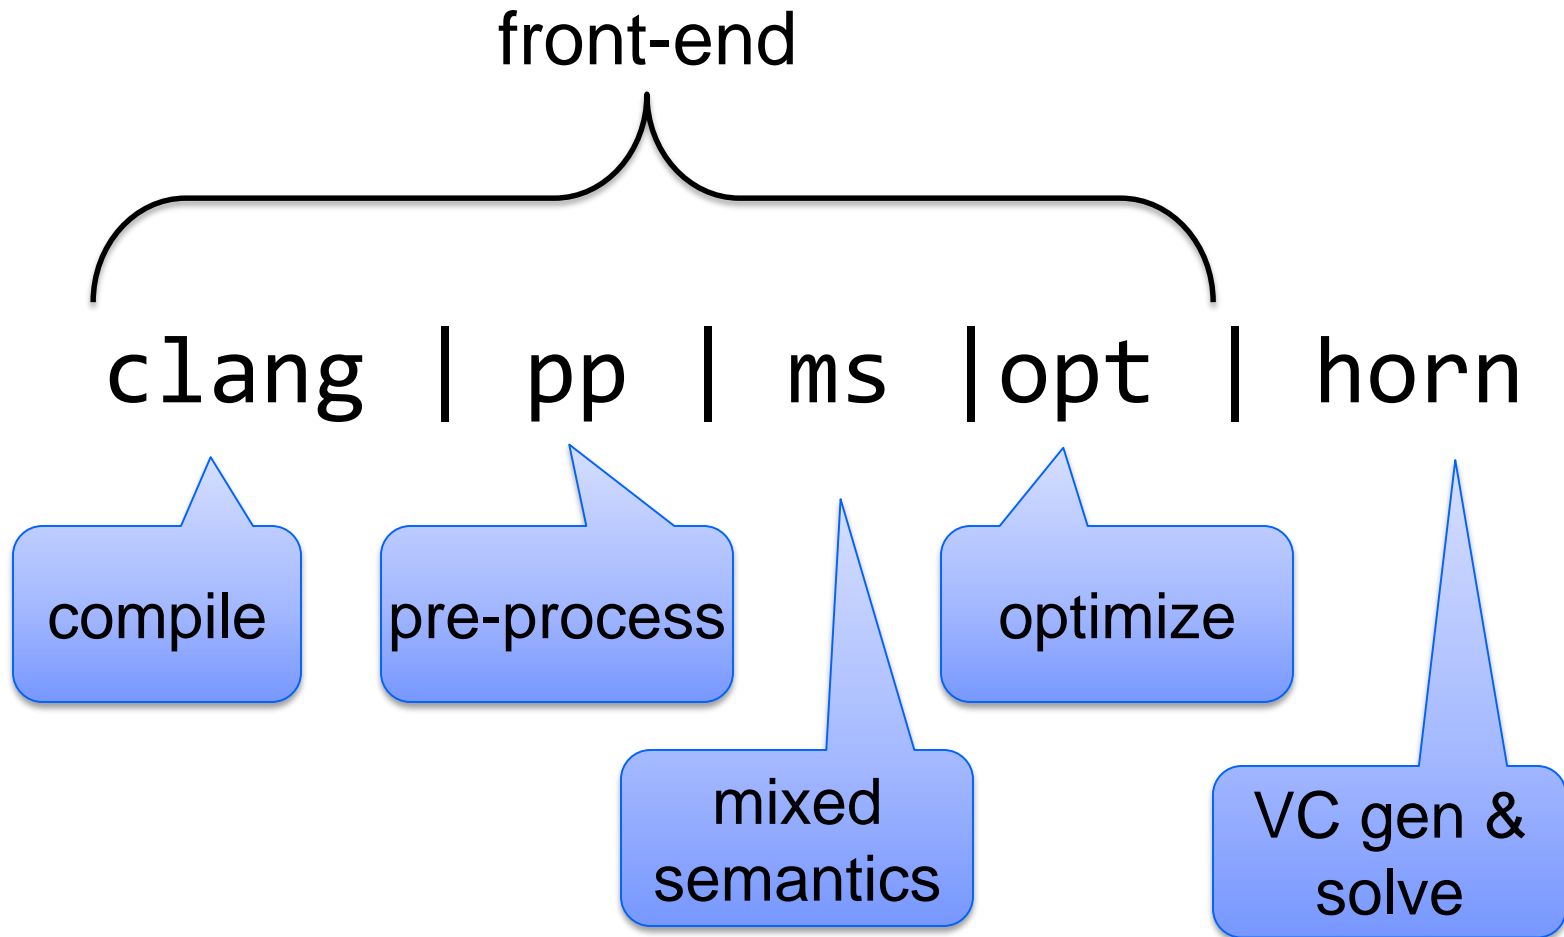 front-end
clang | pp | ms |opt | horn
compile
pre-process
optimize
mixed
semantics
VC gen &
solve